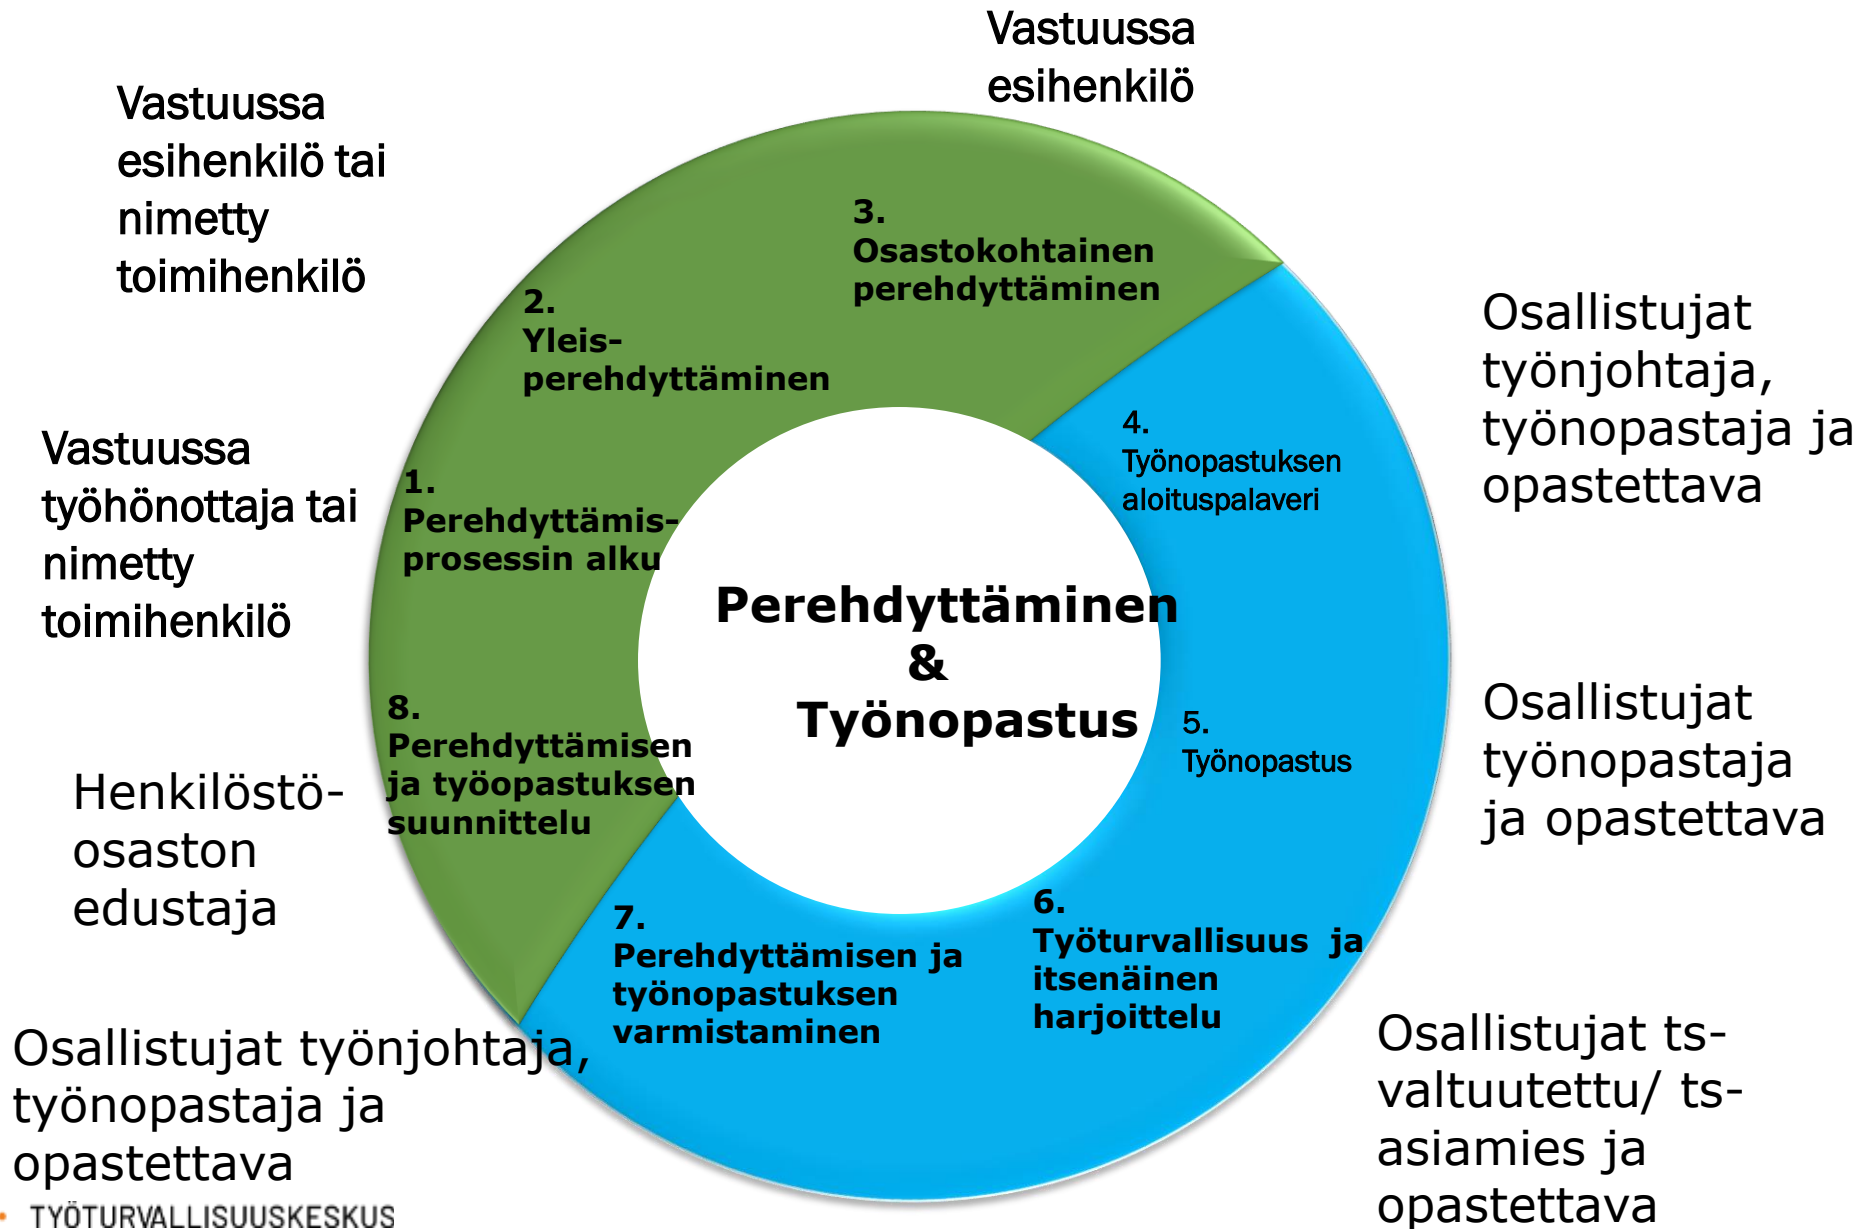 Vastuussa
esihenkilö
Vastuussa
esihenkilö tai
nimetty
toimihenkilö
3.
Osastokohtainen
perehdyttäminen
2.
Yleis-
perehdyttäminen
Osallistujat
työnjohtaja,
työnopastaja ja
opastettava
4.
Työnopastuksen
aloituspalaveri
Vastuussa
työhönottaja tai
nimetty
toimihenkilö
1.
Perehdyttämis-
prosessin alku
Perehdyttäminen
&
Työnopastus
5.
Työnopastus
Osallistujat
työnopastaja
ja opastettava
8.
Perehdyttämisen
ja työopastuksen
suunnittelu
Henkilöstö-
osaston
edustaja
7.
Perehdyttämisen ja
työnopastuksen
varmistaminen
6.
Työturvallisuus  ja
itsenäinen
harjoittelu
Osallistujat työnjohtaja,
työnopastaja ja
opastettava
Osallistujat ts-
valtuutettu/ ts-
asiamies ja
opastettava
TYÖTURVALLISUUSKESKUS